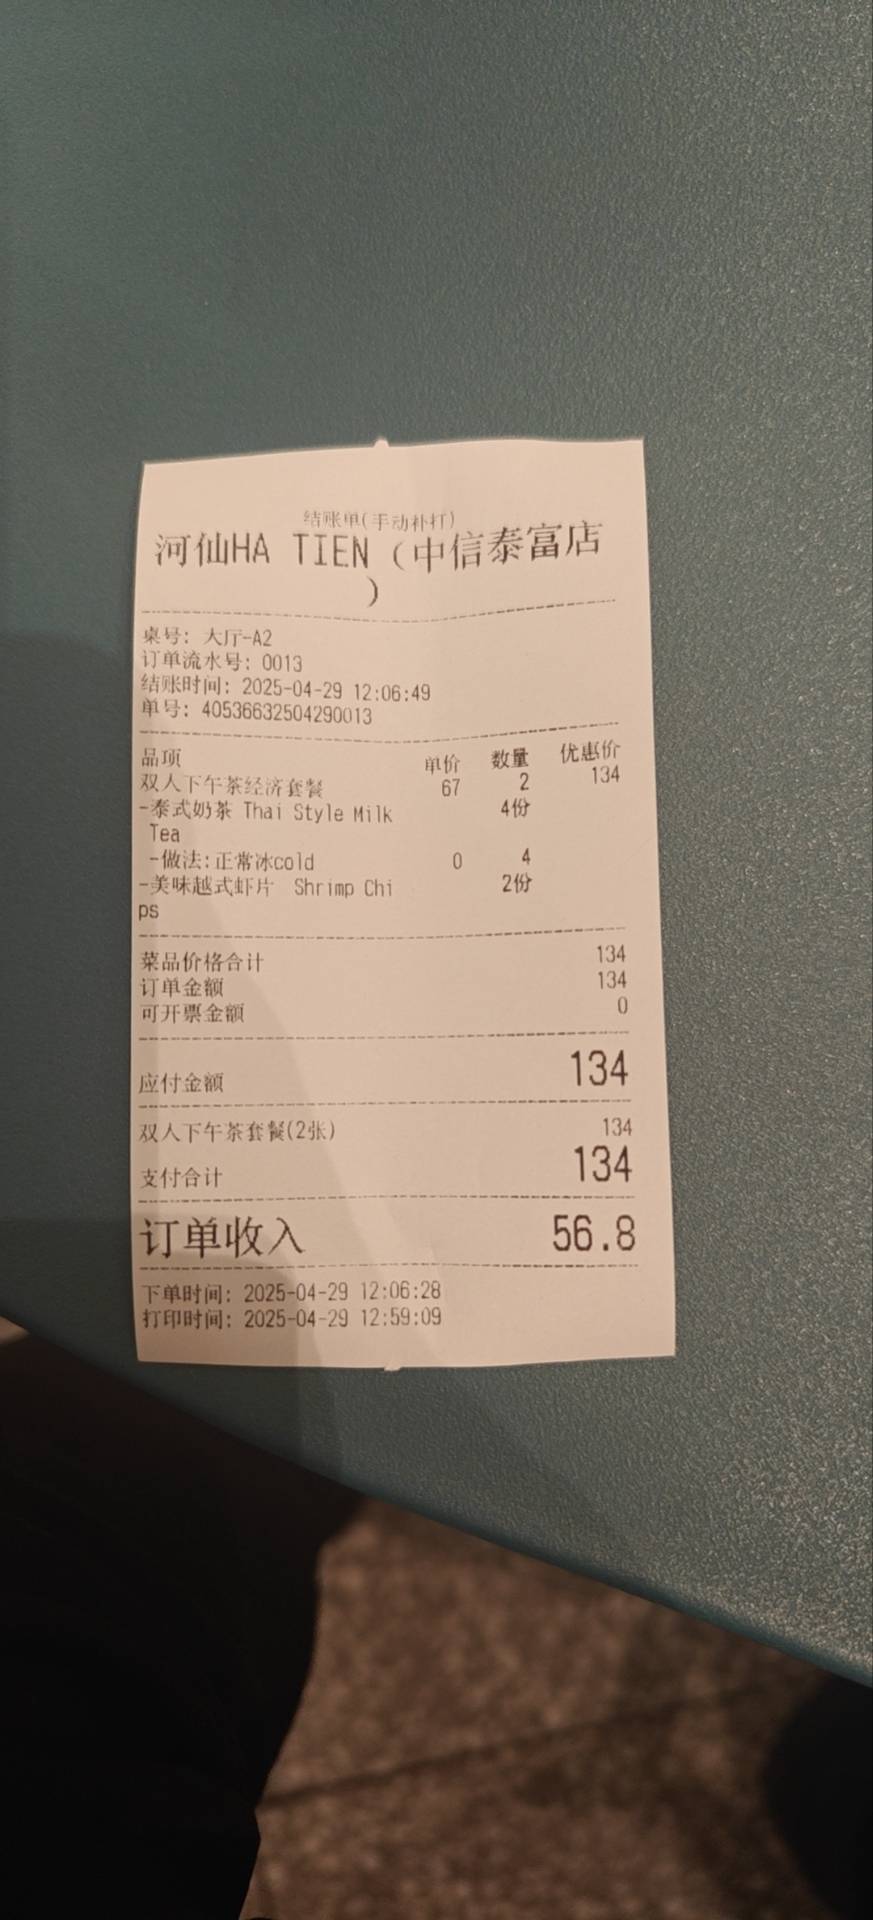 结账单(手动补打)
河仙HA TIEN（中信泰富店
）
桌号: 大厅-A2
订单流水号: 0013
结账时间: 2025-04-29 12:06:49
单号: 40536632504290013
品项 单价 数量 优惠价
双人下午茶经济套餐 67 2 134
-泰式奶茶 Thai Style Milk 4份
Tea
-做法:正常冰cold 0 4
-美味越式虾片 Shrimp Chi 2份
ps
菜品价格合计 134
订单金额 134
可开票金额 0
应付金额 134
双人下午茶套餐(2张) 134
支付合计 134
订单收入 56.8
下单时间: 2025-04-29 12:06:28
打印时间: 2025-04-29 12:59:09